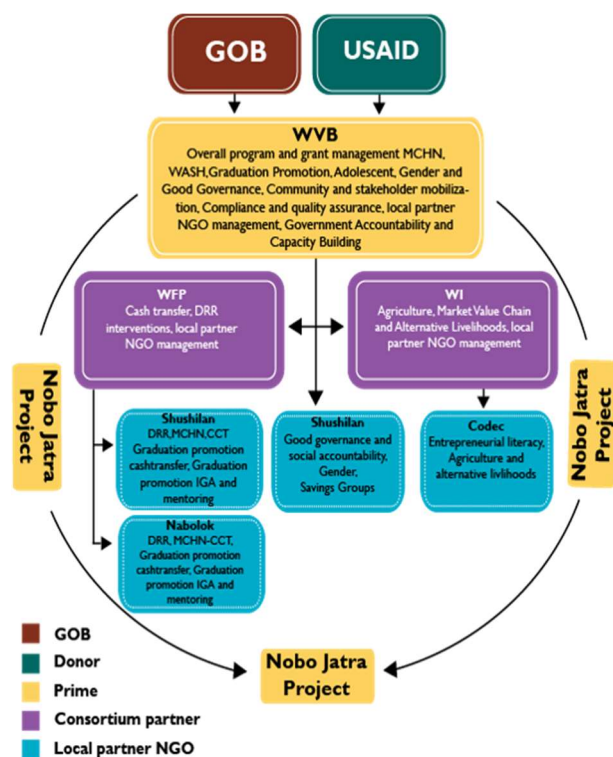 GOB
USAID
WVB
Overall program and grant management MCHN,
WASH,Graduation Promotion, Adolescent, Gender and
Good Governance, Community and stakeholder mobiliza-
tion, Compliance and quality assurance, local partner
NGO management, Government Accountability and
Capacity Building
WFP
Cash transfer, DRR
interventions, local partner
NGO management
WI
Agriculture, Market Value Chain
and Alternative Livelihoods, local
partner NGO management
Nobo Jatra
Project
Nobo Jatra
Project
Shushilan
DRR,MCHN,CCT
Graduation promotion
cashtransfer, Graduation
promotion IGA and
mentoring
Shushilan
Good governance and
social accountability,
Gender,
Savings Groups
Codec
Entrepreneurial literacy,
Agriculture and
alternative livlihoods
Nabolok
DRR, MCHN-CCT,
Graduation promotion
cashtransfer, Graduation
promotion IGA and
mentoring
Nobo Jatra
Project
GOB
Donor
Prime
Consortium partner
Local partner NGO